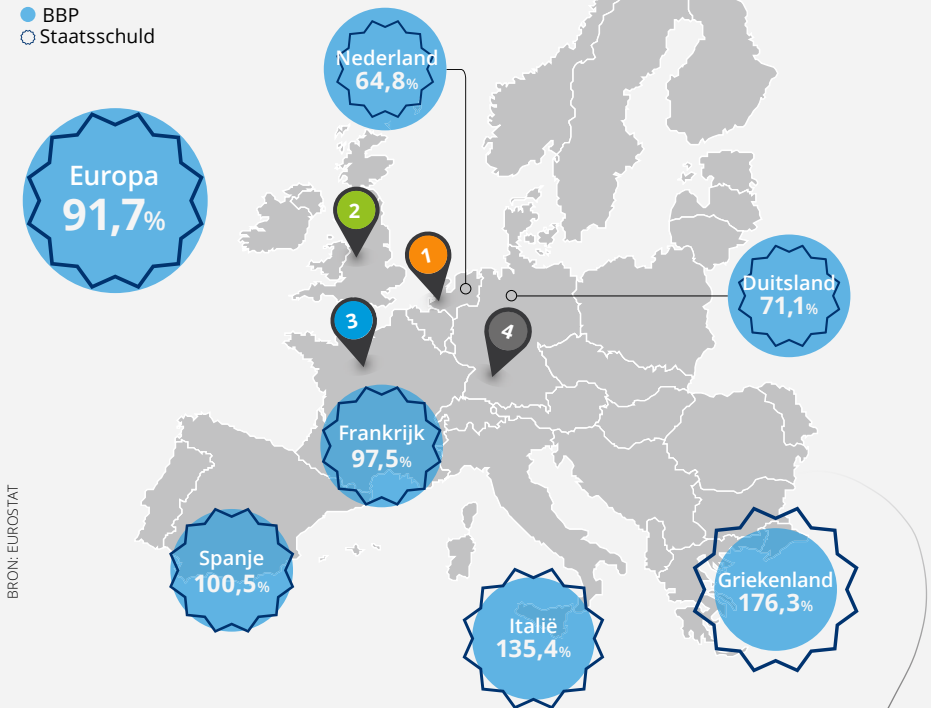 BBP
Staatsschuld
Nederland
64,8%
Europa
91,7%
2
1
Duitsland
71,1%
3
4
Frankrijk
97,5%
Spanje
100,5%
Griekenland
176,3%
Italië
135,4%
BRON: EUROSTAT